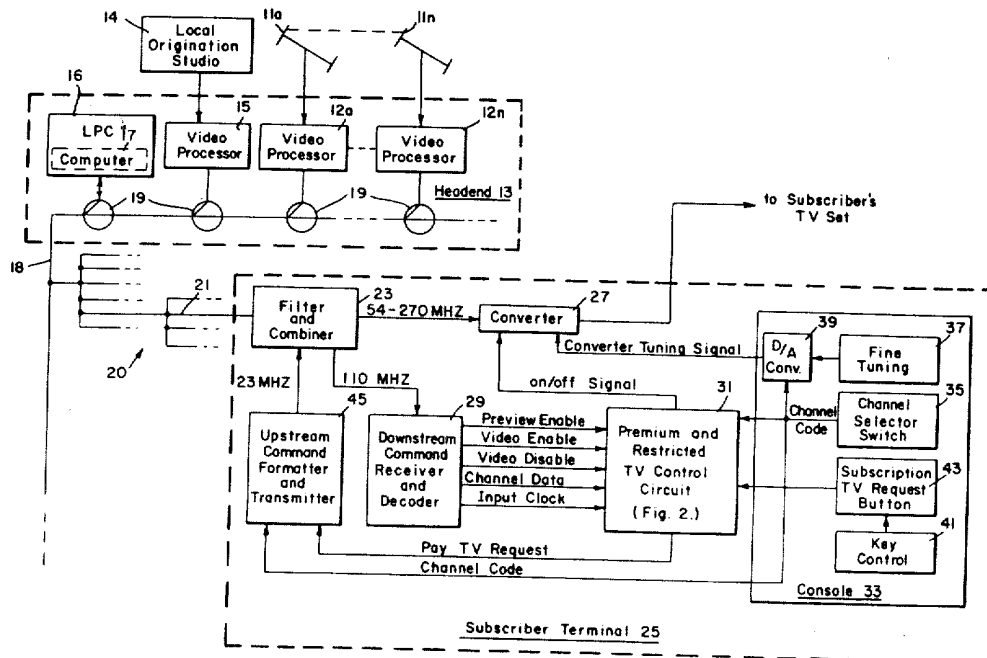 14
Local
Origination
Studio
11a
11n
16
LPC
17
Computer
15
Video
Processor
12a
Video
Processor
12n
Video
Processor
19
19
19
Headend 13
to Subscriber's
TV Set
18
21
20
23
Filter
and
Combiner
54-270 MHZ
27
Converter
Converter Tuning Signal
39
D/A
Conv.
37
Fine
Tuning
23 MHZ
110 MHZ
on/off Signal
45
Upstream
Command
Formatter
and
Transmitter
29
Downstream
Command
Receiver
and
Decoder
Preview Enable
Video Enable
Video Disable
Channel Data
Input Clock
31
Premium and
Restricted
TV Control
Circuit
(Fig. 2.)
Channel
Code
35
Channel
Selector
Switch
43
Subscription
TV Request
Button
41
Key
Control
Console 33
Pay TV Request
Channel Code
Subscriber Terminal 25